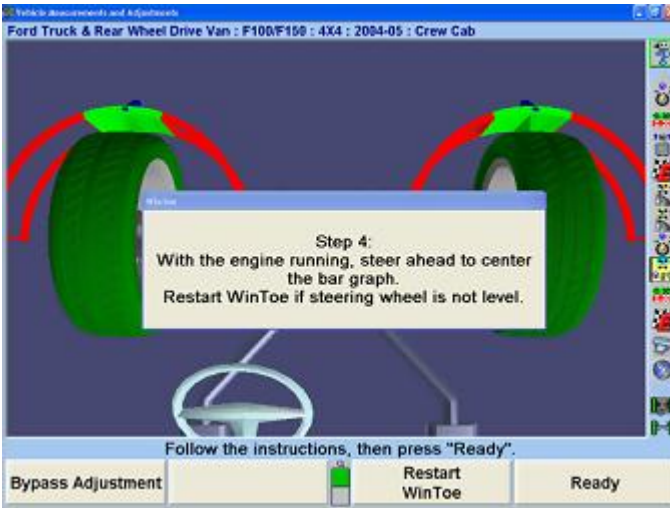 Vehicle Measurements and Adjustments
Ford Truck & Rear Wheel Drive Van : F100/F150 : 4X4 : 2004-05 : Crew Cab
WinToe
Step 4:
With the engine running, steer ahead to center
the bar graph.
Restart WinToe if steering wheel is not level.
Follow the instructions, then press "Ready".
Bypass Adjustment
Restart
WinToe
Ready